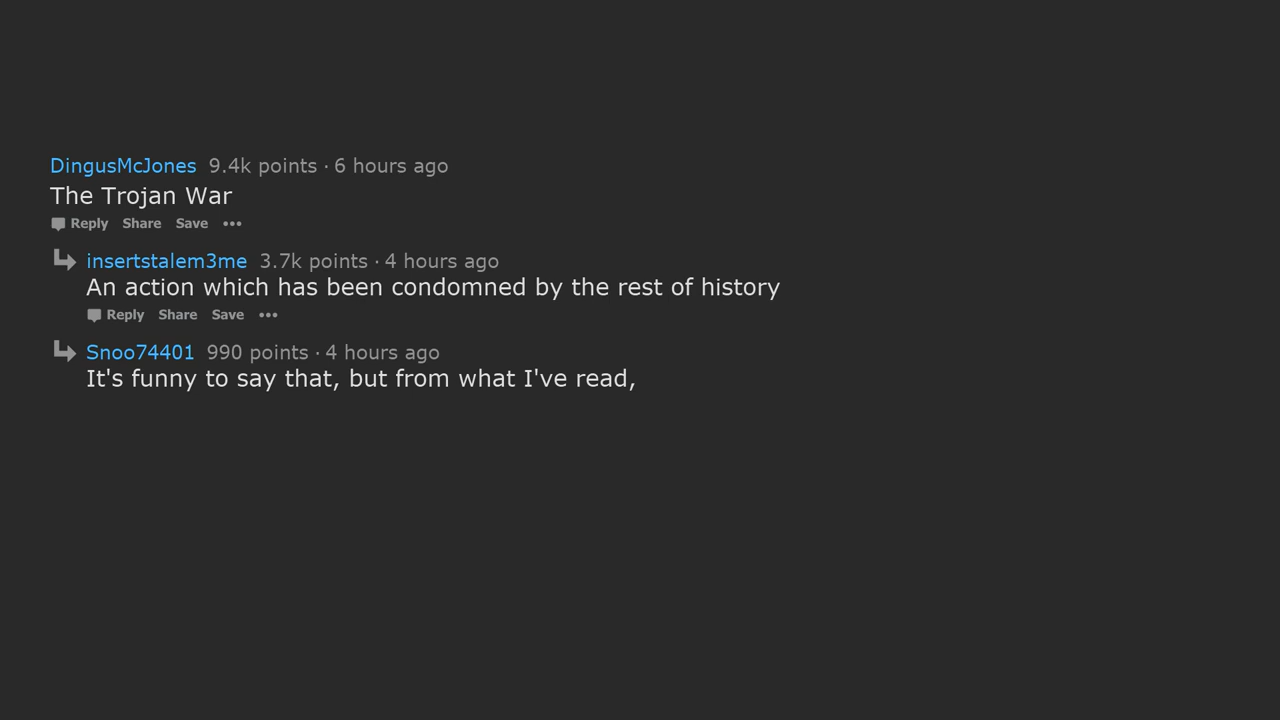 DingusMcJones 9.4k points · 6 hours ago
The Trojan War
Reply Share Save •••
insertstalem3me 3.7k points · 4 hours ago
An action which has been condomned by the rest of history
Reply Share Save •••
Snoo74401 990 points · 4 hours ago
It's funny to say that, but from what I've read,